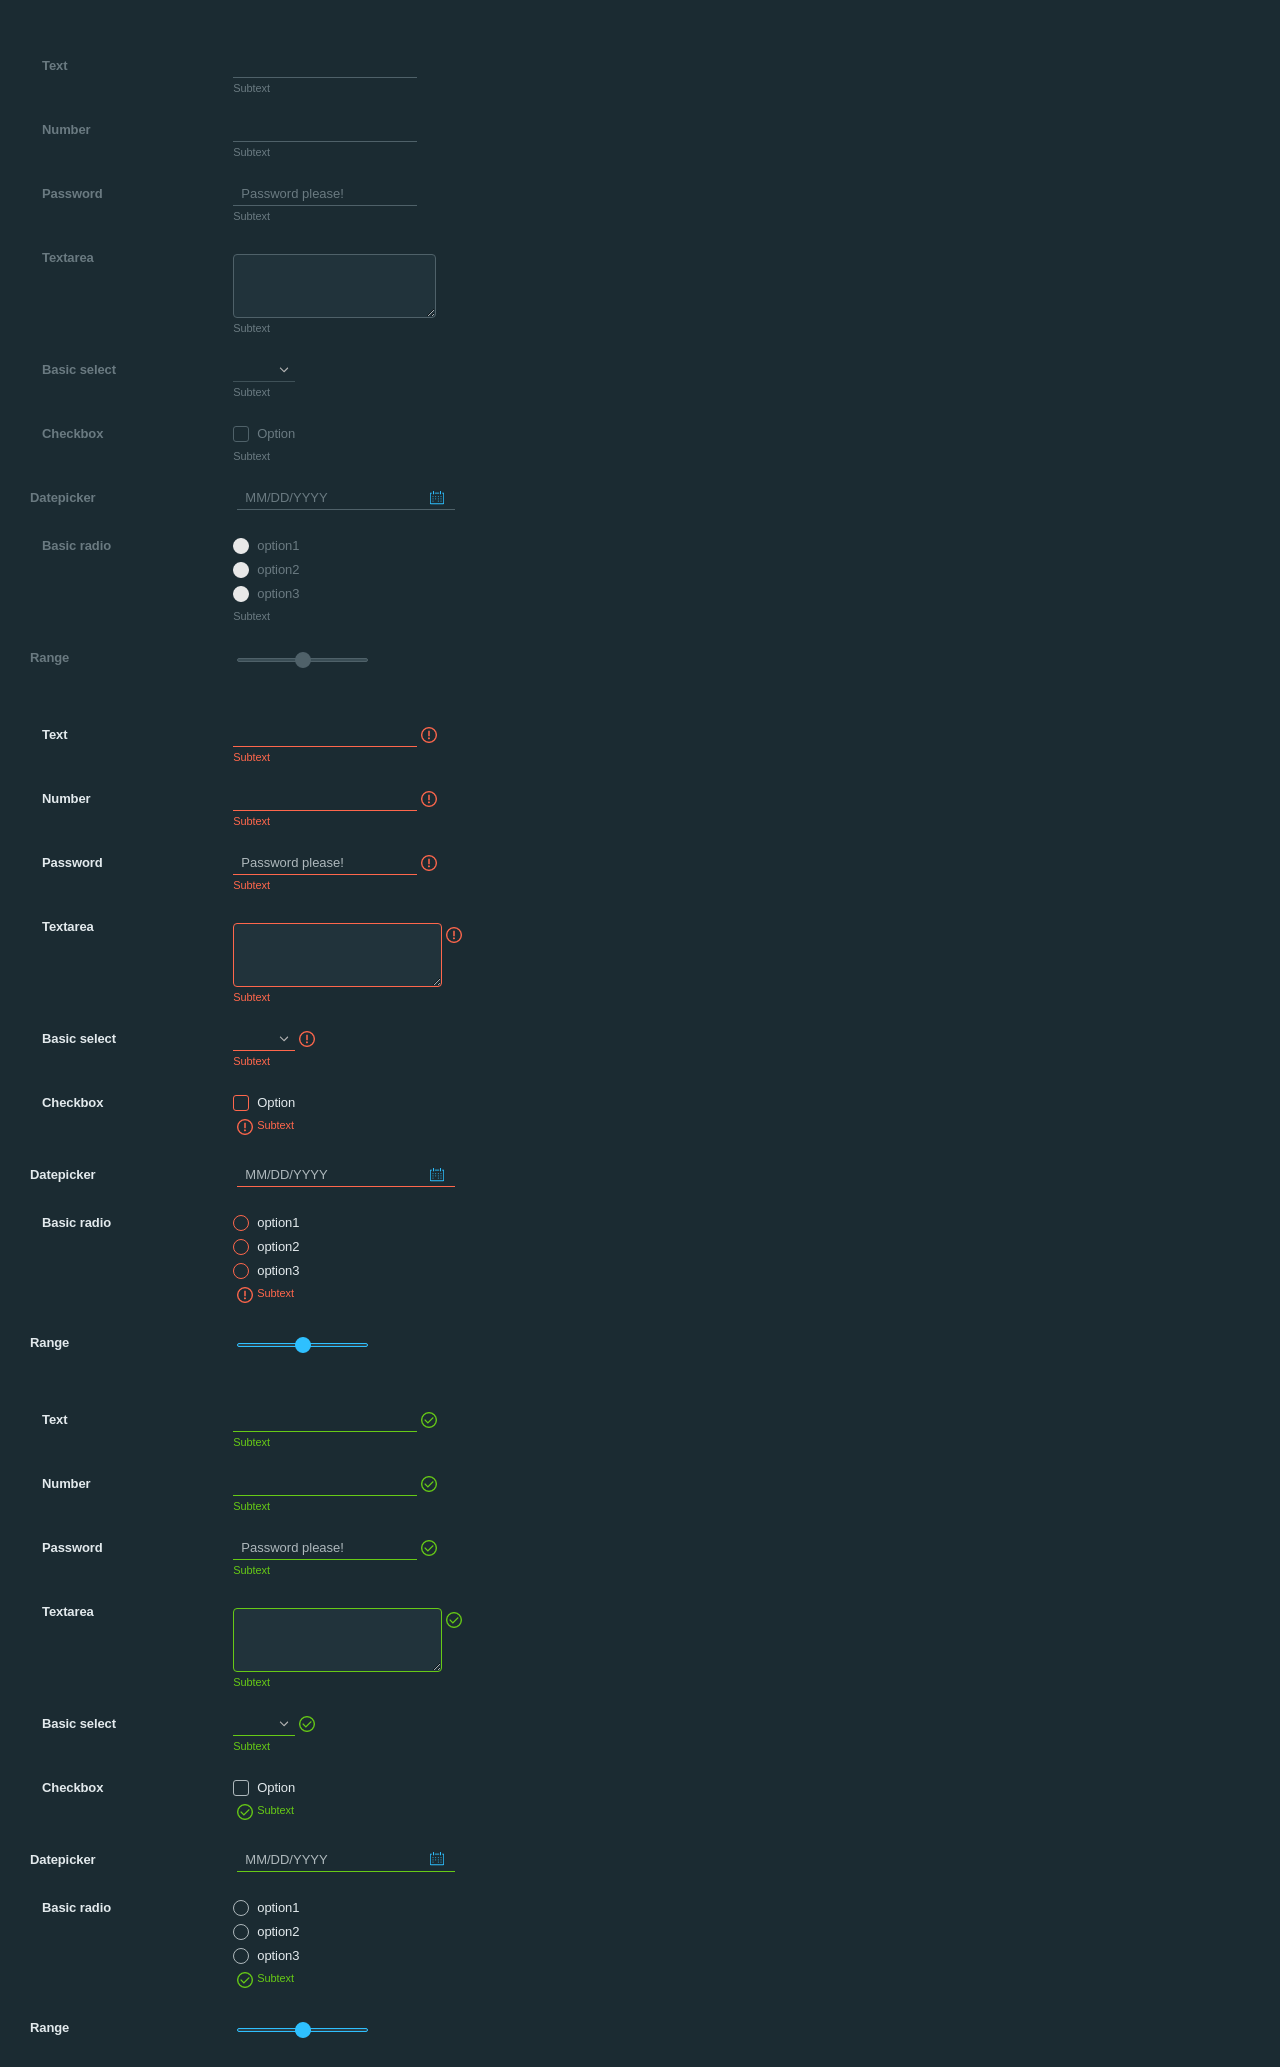 Text
Subtext
Number
Subtext
Password Password please!
Subtext
Textarea
Subtext
Basic select
Subtext
Checkbox Option
Subtext
Datepicker MM/DD/YYYY
Basic radio option1
option2
option3
Subtext
Range
Text
Subtext
Number
Subtext
Password Password please!
Subtext
Textarea
Subtext
Basic select
Subtext
Checkbox Option
Subtext
Datepicker MM/DD/YYYY
Basic radio option1
option2
option3
Subtext
Range
Text
Subtext
Number
Subtext
Password Password please!
Subtext
Textarea
Subtext
Basic select
Subtext
Checkbox Option
Subtext
Datepicker MM/DD/YYYY
Basic radio option1
option2
option3
Subtext
Range